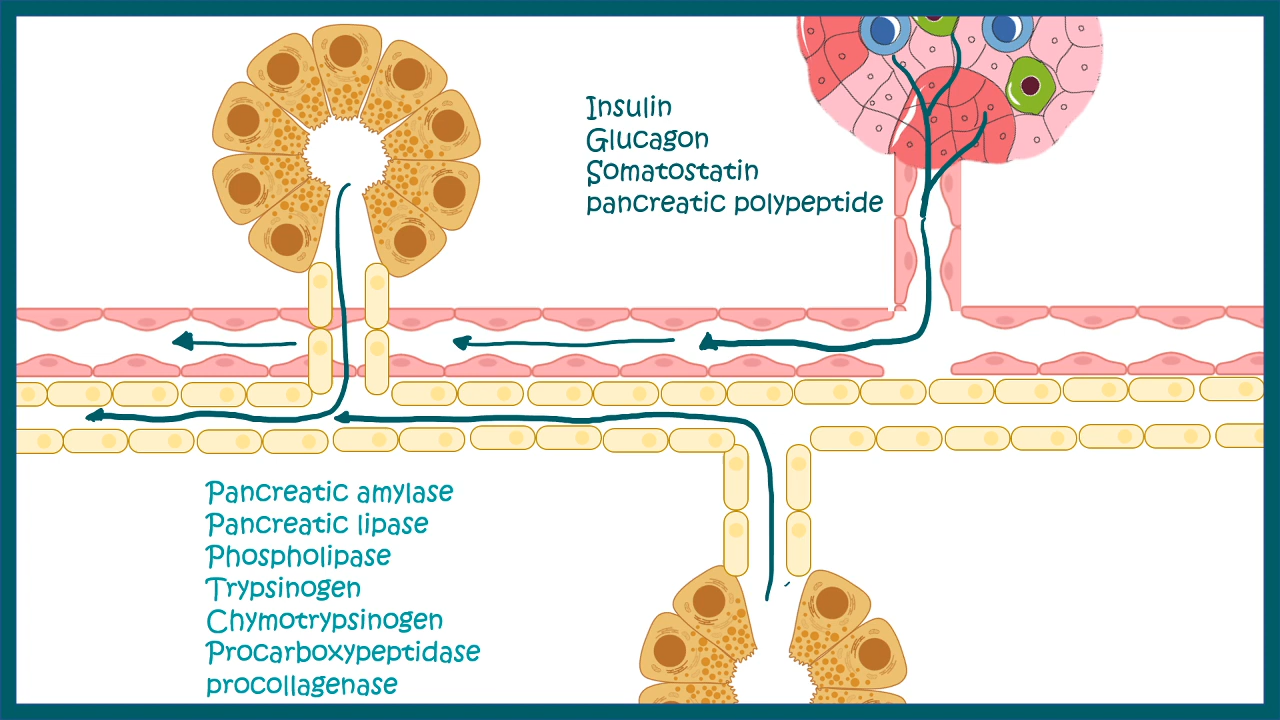 Insulin
Glucagon
Somatostatin
pancreatic polypeptide
Pancreatic amylase
Pancreatic lipase
Phospholipase
Trypsinogen
Chymotrypsinogen
Procarboxypeptidase
procollagenase